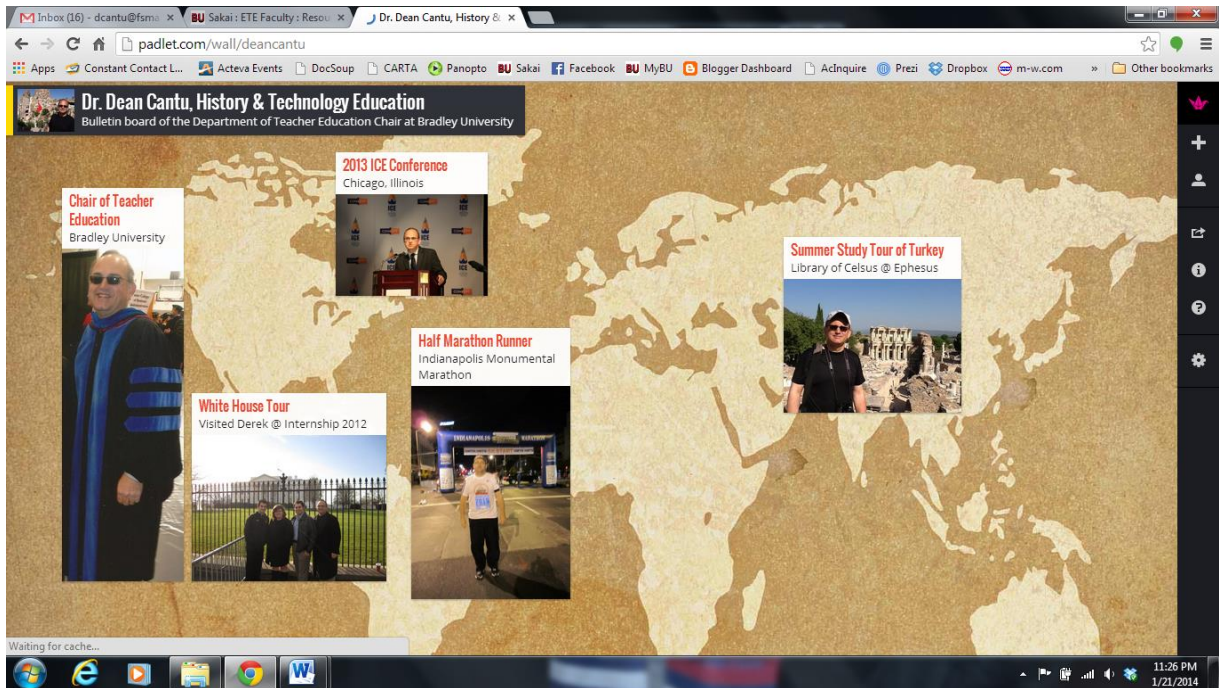 Inbox (16) - dcantu@fsma
BU Sakai : ETE Faculty : Resou
Dr. Dean Cantu, History &
padlet.com/wall/deancantu
Apps Constant Contact L... Acteva Events DocSoup CARTA Panopto BU Sakai Facebook BU MyBU Blogger Dashboard AcInquire Prezi Dropbox m-w.com » Other bookmarks
Dr. Dean Cantu, History & Technology Education
Bulletin board of the Department of Teacher Education Chair at Bradley University
2013 ICE Conference
Chicago, Illinois
ICE
ICE
Chair of Teacher
Education
Bradley University
Summer Study Tour of Turkey
Library of Celsus @ Ephesus
Half Marathon Runner
Indianapolis Monumental
Marathon
INDIANAPOLIS MARATHON
White House Tour
Visited Derek @ Internship 2012
Waiting for cache...
11:26 PM
1/21/2014